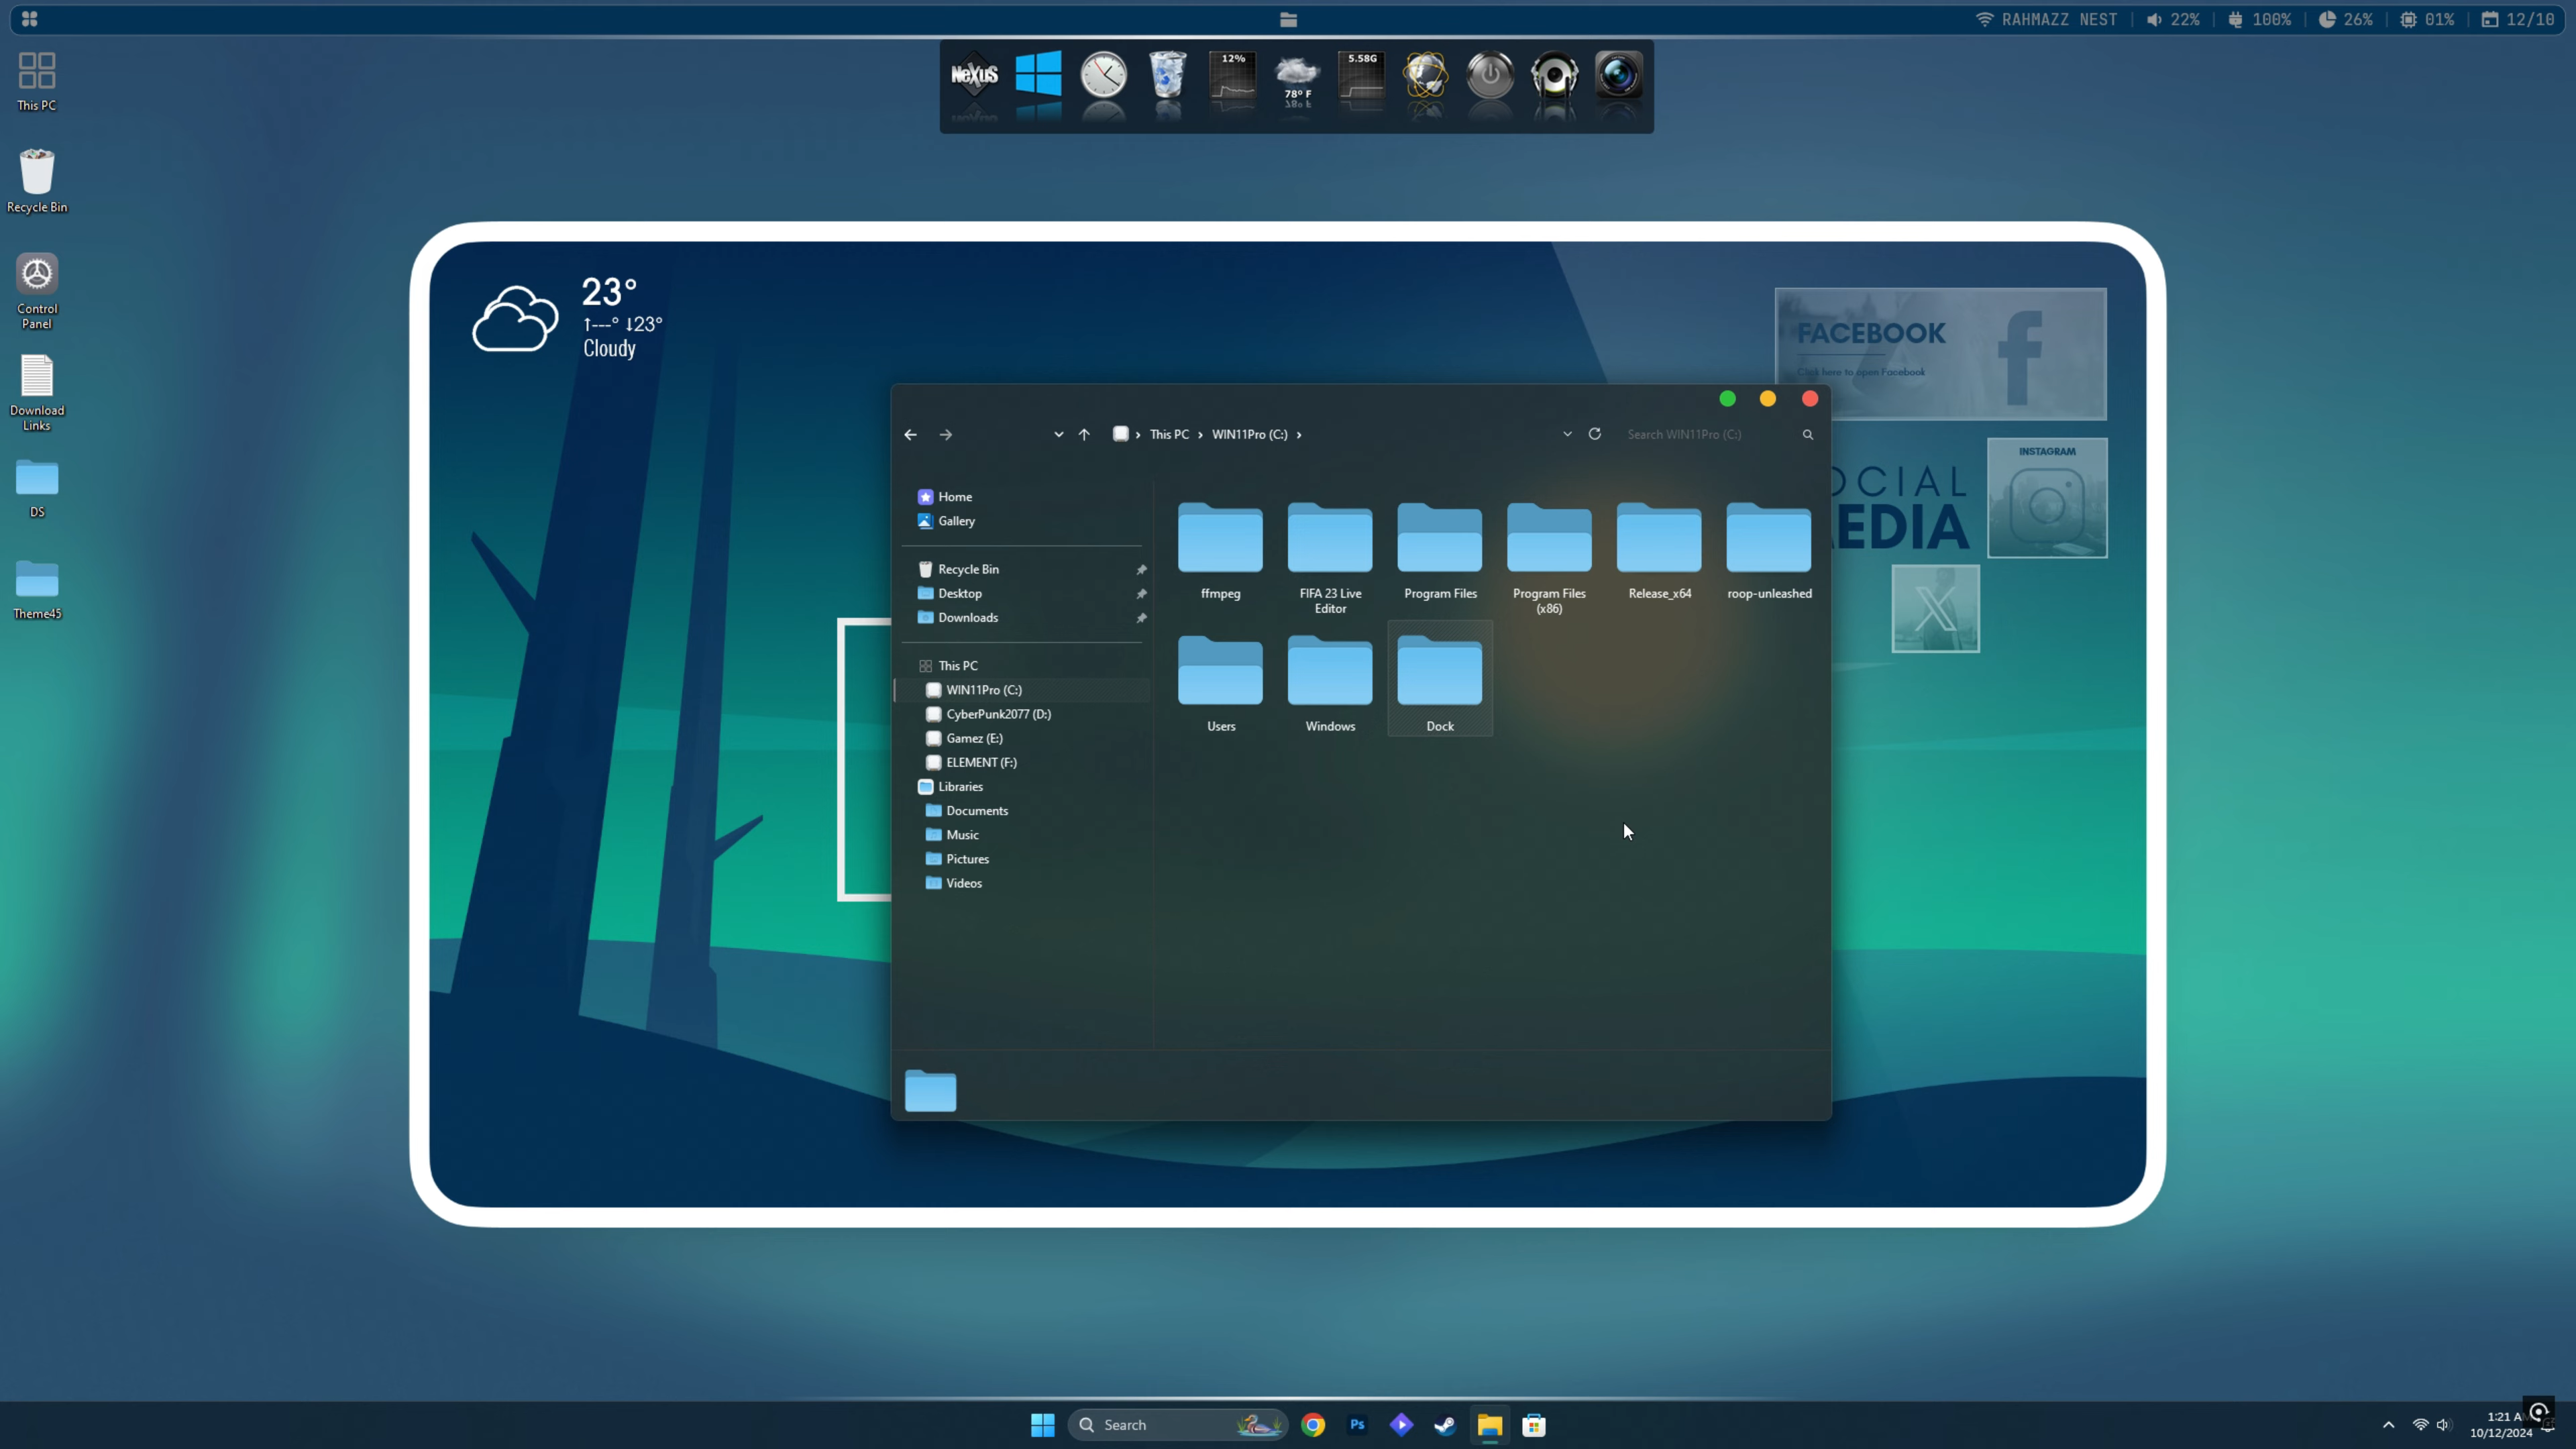 RAHMAZZ NEST
22%
100%
26%
01%
12/10
This PC
Recycle Bin
Control
Panel
Download
Links
DS
Theme45
NeXuS
12%
78° F
5.58G
23°
↑---° ↓23°
Cloudy
FACEBOOK
Click here to open Facebook
INSTAGRAM
OCIAL
EDIA
X
This PC
WIN11Pro (C:)
Search WIN11Pro (C:)
Home
Gallery
Recycle Bin
Desktop
Downloads
This PC
WIN11Pro (C:)
CyberPunk2077 (D:)
Gamez (E:)
ELEMENT (F:)
Libraries
Documents
Music
Pictures
Videos
ffmpeg
FIFA 23 Live
Editor
Program Files
Program Files
(x86)
Release_x64
roop-unleashed
Users
Windows
Dock
Search
Ps
1:21 A
10/12/2024